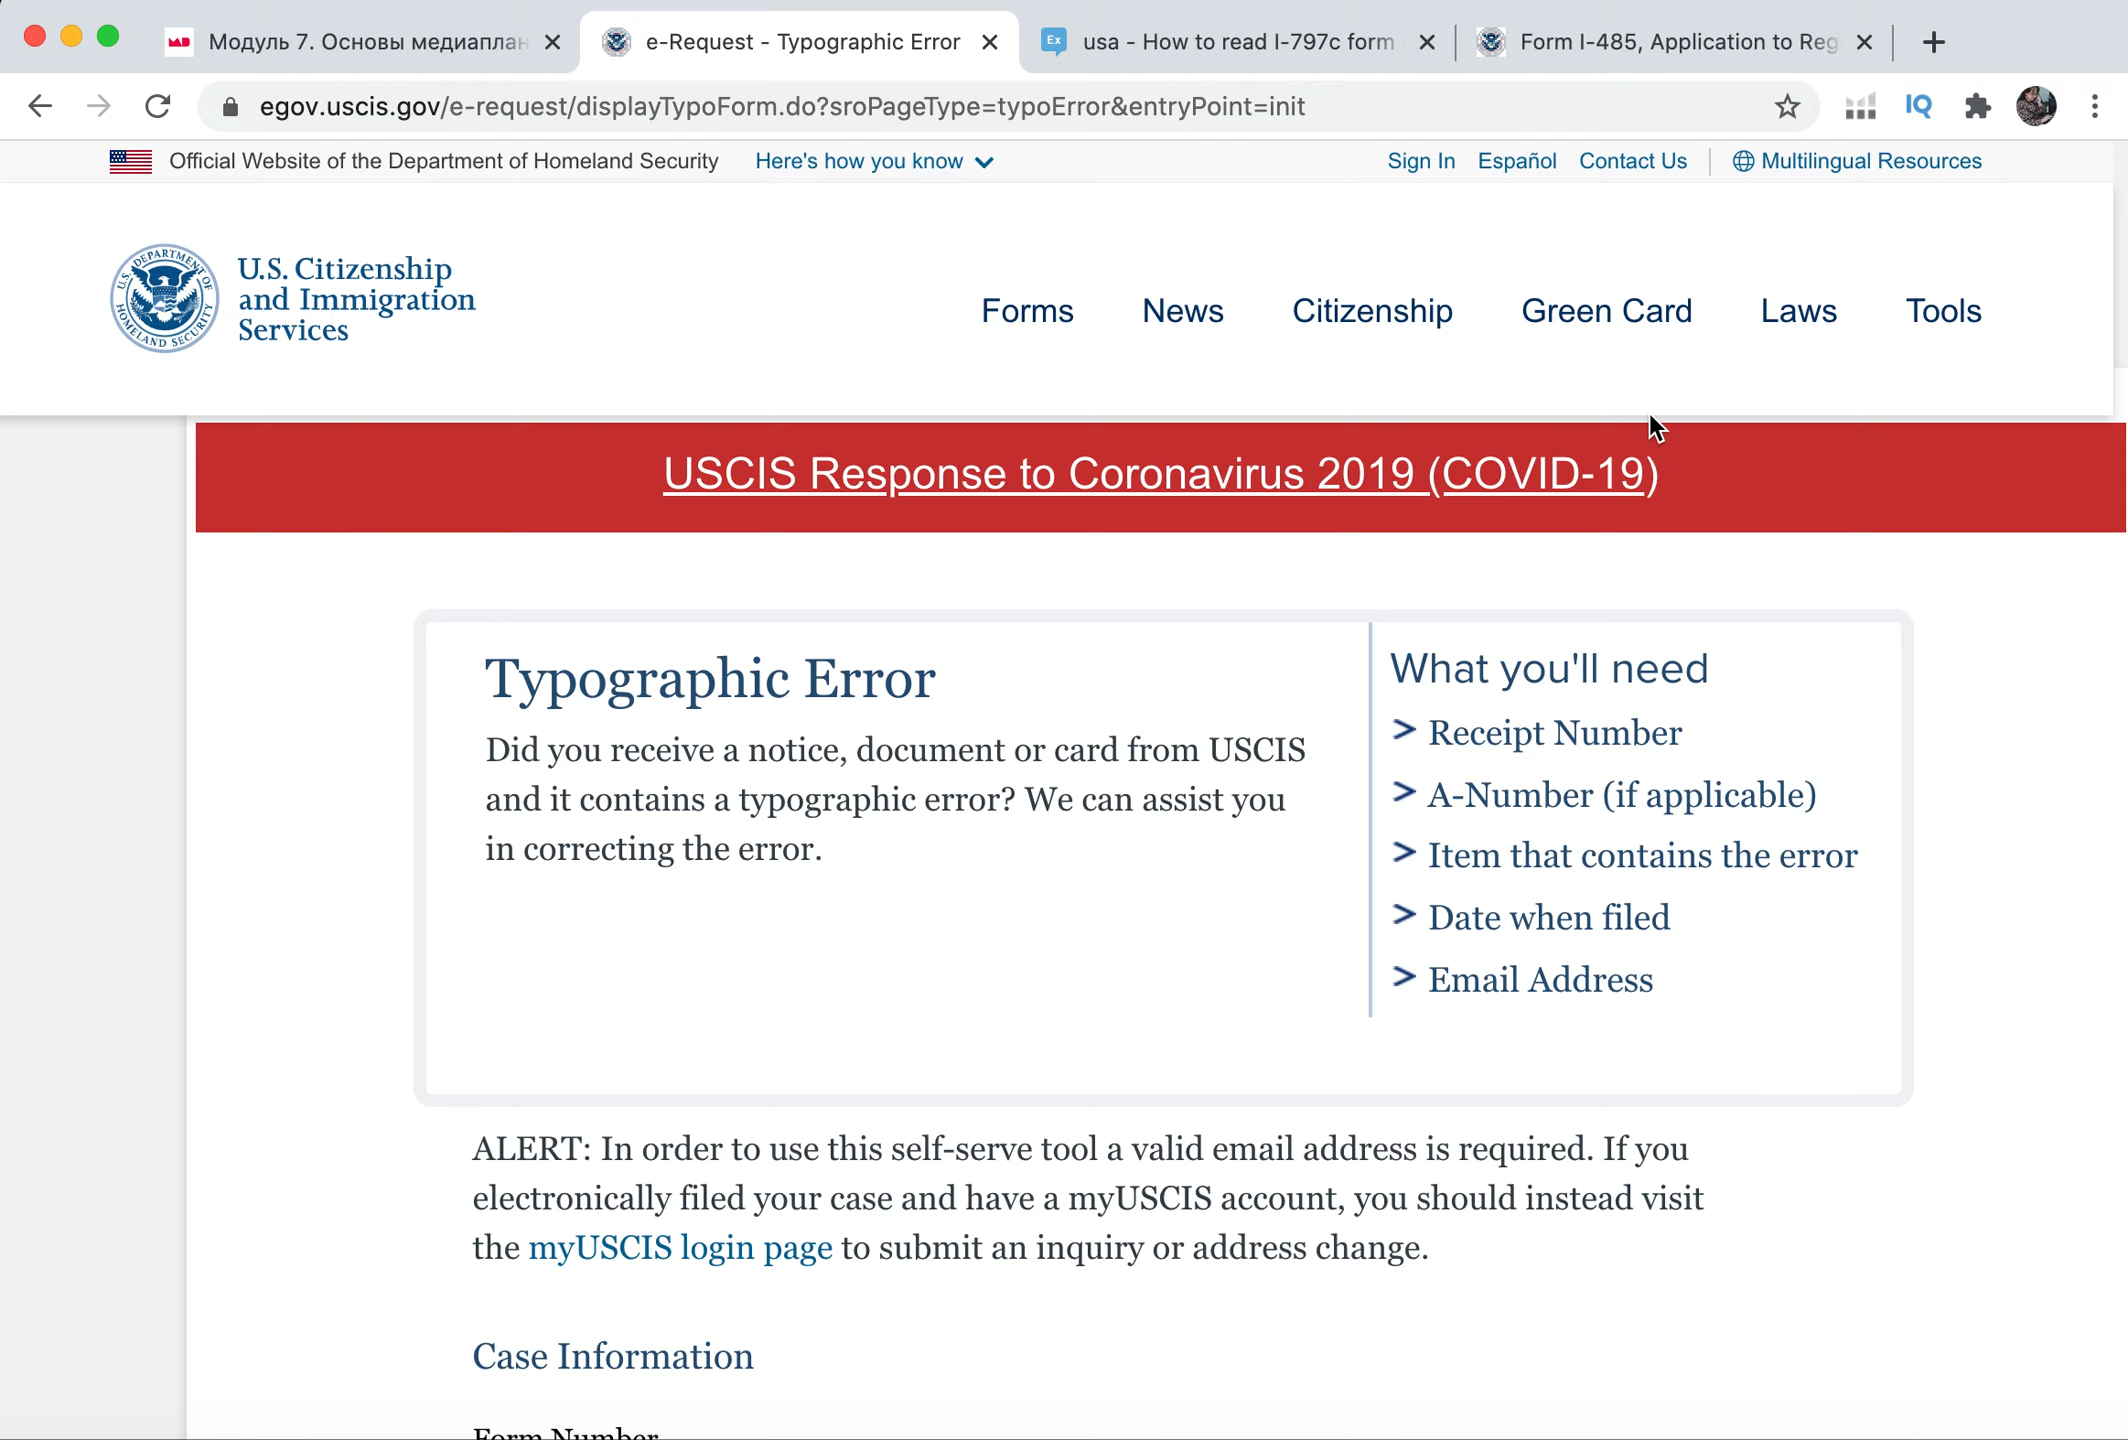 Модуль 7. Основы медиаплан
e-Request - Typographic Error
Ex
usa - How to read I-797c form
Form I-485, Application to Reg
egov.uscis.gov/e-request/displayTypoForm.do?sroPageType=typoError&entryPoint=init
IQ
Official Website of the Department of Homeland Security
Here's how you know
Sign In
Español
Contact Us
Multilingual Resources
U.S. DEPARTMENT OF
HOMELAND SECURITY
U.S. Citizenship
and Immigration
Services
Forms
News
Citizenship
Green Card
Laws
Tools
USCIS Response to Coronavirus 2019 (COVID-19)
Typographic Error
Did you receive a notice, document or card from USCIS
and it contains a typographic error? We can assist you
in correcting the error.
What you'll need
> Receipt Number
> A-Number (if applicable)
> Item that contains the error
> Date when filed
> Email Address
ALERT: In order to use this self-serve tool a valid email address is required. If you
electronically filed your case and have a myUSCIS account, you should instead visit
the myUSCIS login page to submit an inquiry or address change.
Case Information
Form Number